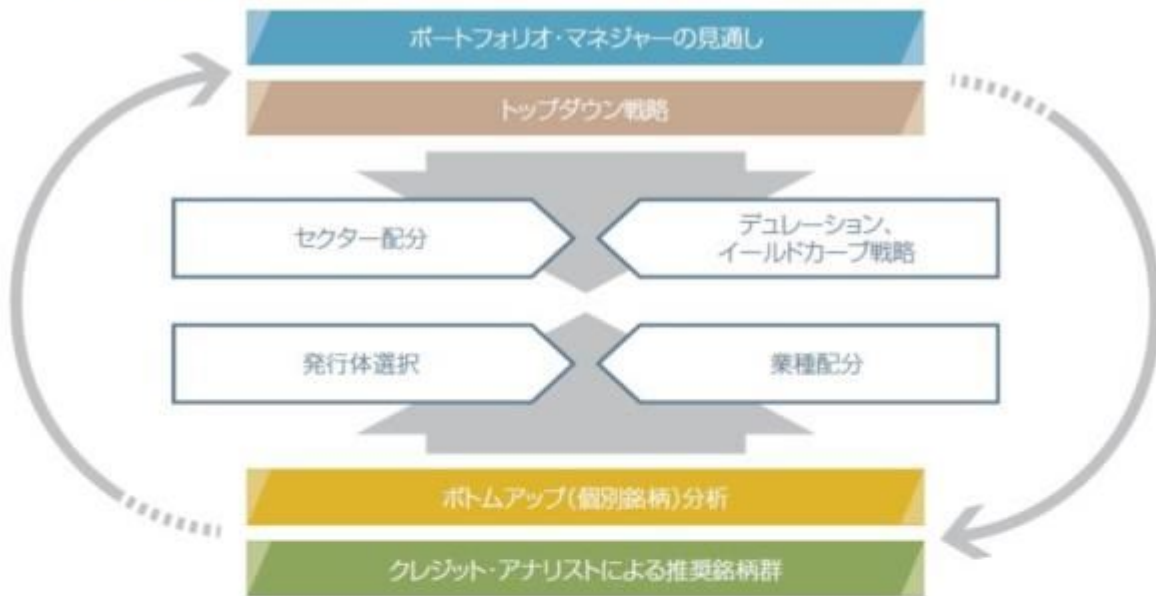 ポートフォリオ・マネジャーの見通し
トップダウン戦略
セクター配分
デュレーション、
イールドカーブ戦略
発行体選択
業種配分
ボトムアップ(個別銘柄)分析
クレジット・アナリストによる推奨銘柄群